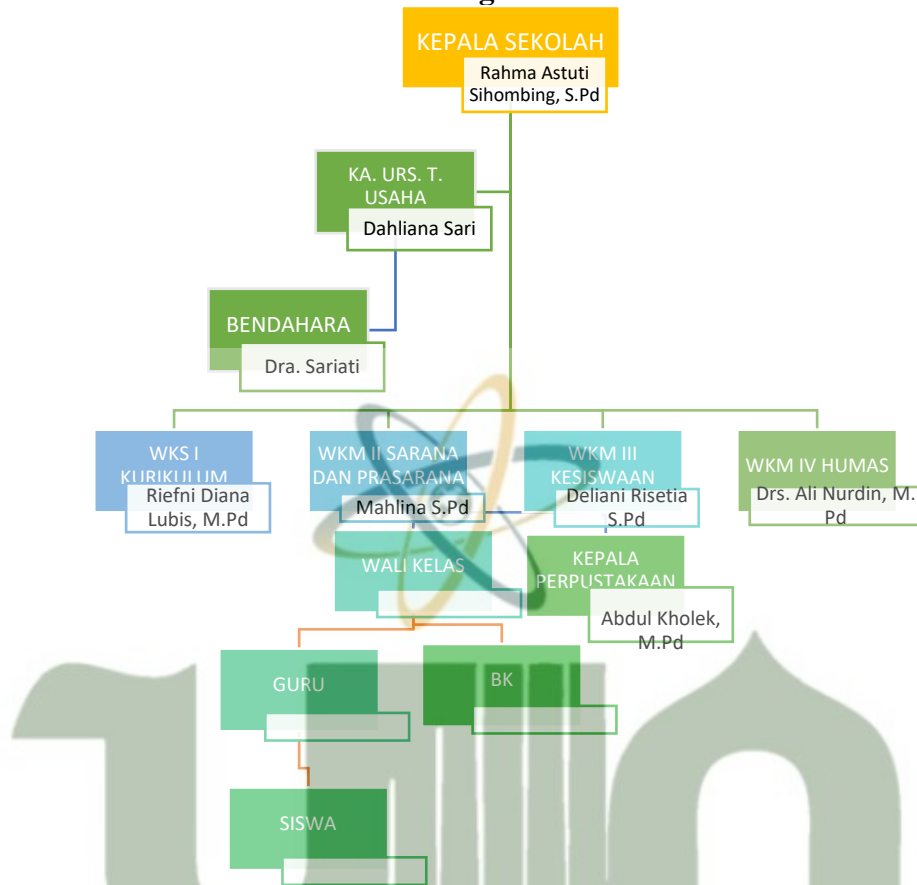 KEPALA SEKOLAH
Rahma Astuti
Sihombing, S.Pd
KA. URS. T.
USAHA
Dahliana Sari
BENDAHARA
Dra. Sariati
WKS I
KURIKULUM
Riefni Diana
Lubis, M.Pd
WKM II SARANA
DAN PRASARANA
Mahlina S.Pd
WKM III
KESISWAAN
Deliani Risetia
S.Pd
WKM IV HUMAS
Drs. Ali Nurdin, M.
Pd
WALI KELAS
KEPALA
PERPUSTAKAAN
Abdul Kholek,
M.Pd
GURU
BK
SISWA